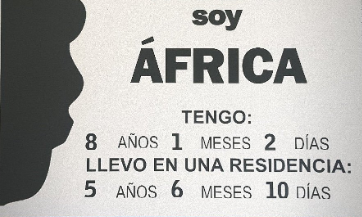 soy
ÁFRICA
TENGO:
8 AÑOS 1 MESES 2 DÍAS
LLEVO EN UNA RESIDENCIA:
5 AÑOS 6 MESES 10 DÍAS